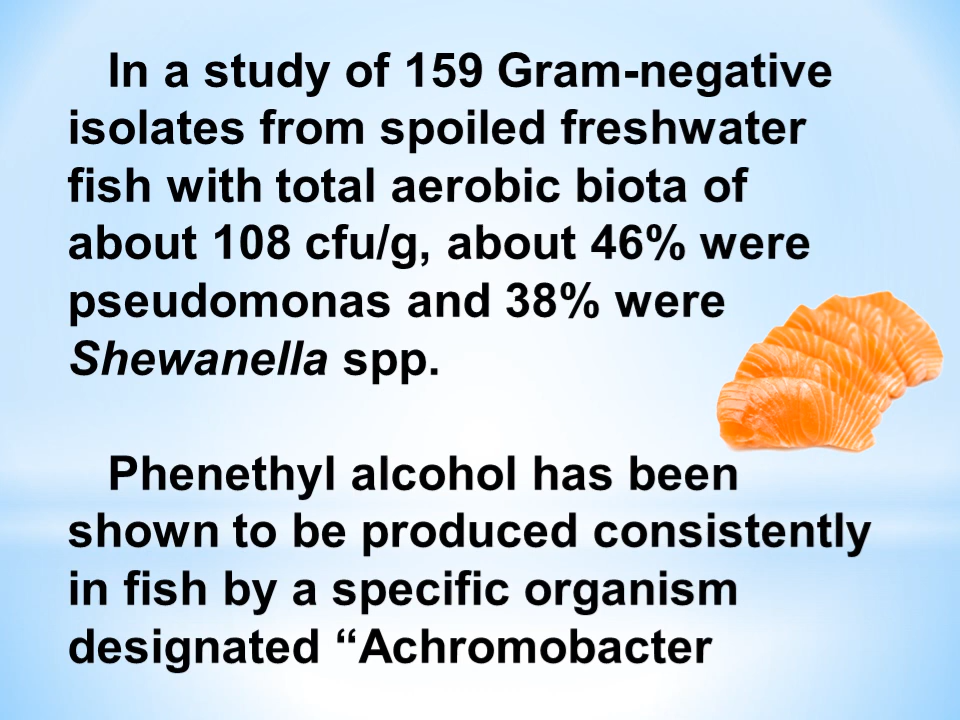 In a study of 159 Gram-negative
isolates from spoiled freshwater
fish with total aerobic biota of
about 108 cfu/g, about 46% were
pseudomonas and 38% were
Shewanella spp.
Phenethyl alcohol has been
shown to be produced consistently
in fish by a specific organism
designated “Achromobacter